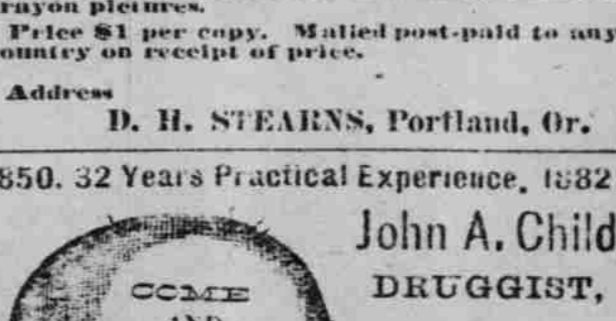 rayon pictures.
Price $1 per copy. Mailed post-paid to any
ountry on receipt of price.
Address
D. H. STEARNS, Portland, Or.
850. 32 Years Practical Experience. 1882
John A. Child
DRUGGIST,
COME
AND